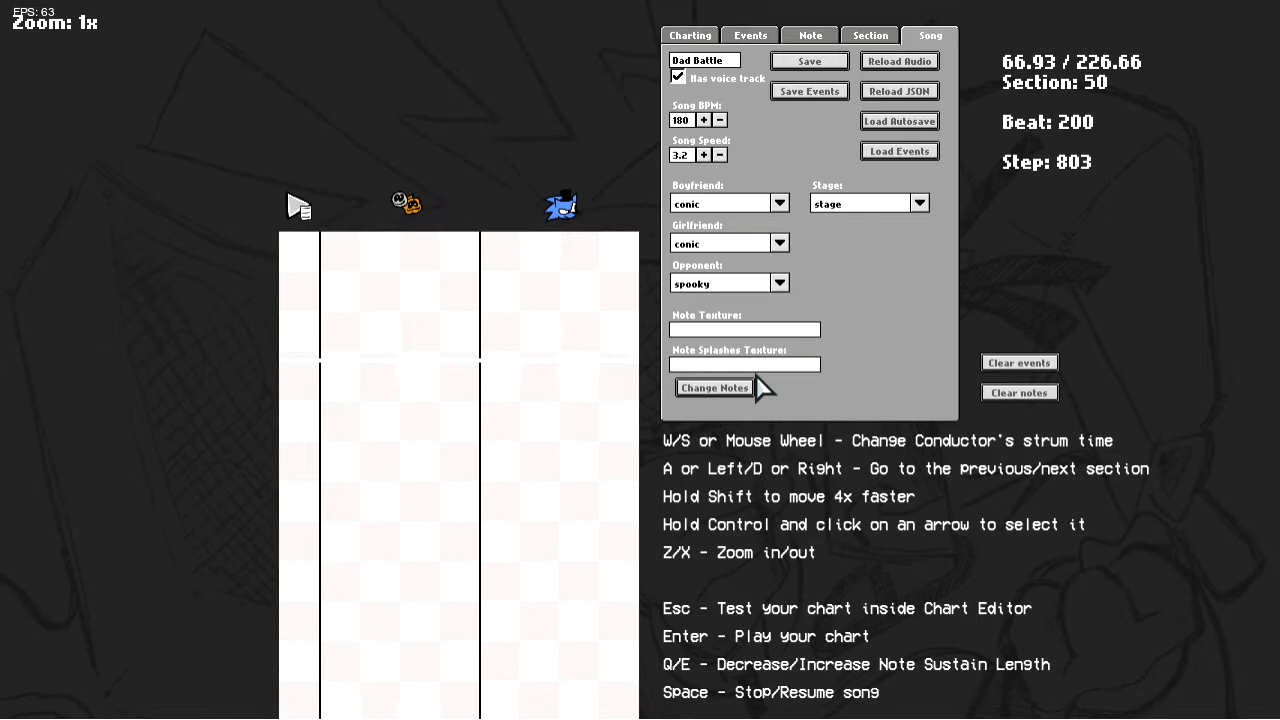 FPS: 63
Zoom: 1x
Charting Events Note Section Song
Dad Battle
Save
Reload Audio
Has voice track
Save Events
Reload JSON
Song BPM:
180 + -
Load Autosave
Song Speed:
3.2 + -
Load Events
Boyfriend:
Stage:
conic
stage
Girlfriend:
conic
Opponent:
spooky
Note Texture:
Note Splashes Texture:
Change Notes
66.93 / 226.66
Section: 50
Beat: 200
Step: 803
Clear events
Clear notes
W/S or Mouse Wheel - Change Conductor's strum time
A or Left/D or Right - Go to the previous/next section
Hold Shift to move 4x faster
Hold Control and click on an arrow to select it
Z/X - Zoom in/out
Esc - Test your chart inside Chart Editor
Enter - Play your chart
Q/E - Decrease/Increase Note Sustain Length
Space - Stop/Resume song